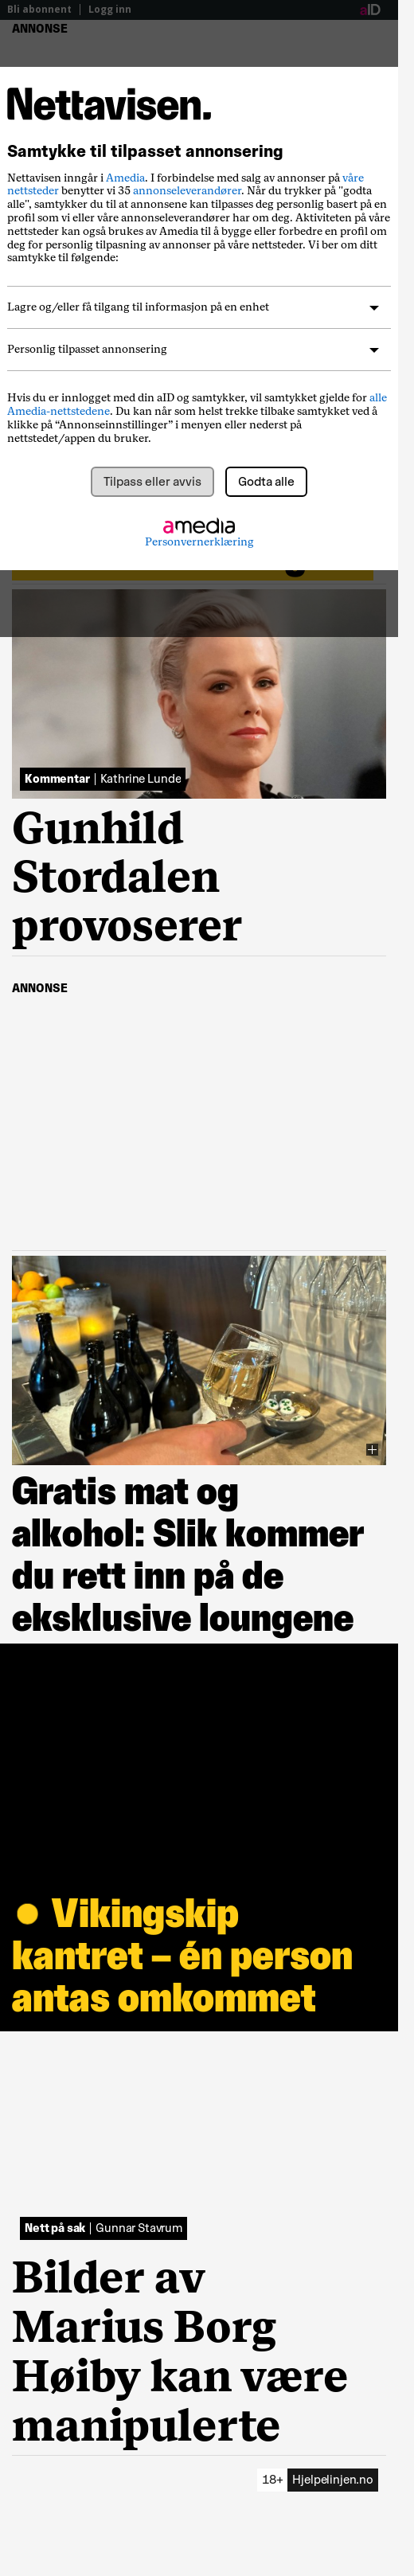 Bli abonnent | Logg inn
aID
ANNONSE
Nettavisen.
Samtykke til tilpasset annonsering
Nettavisen inngår i Amedia. I forbindelse med salg av annonser på våre
nettsteder benytter vi 35 annonseleverandører. Når du trykker på "godta
alle", samtykker du til at annonsene kan tilpasses deg personlig basert på en
profil som vi eller våre annonseleverandører har om deg. Aktiviteten på våre
nettsteder kan også brukes av Amedia til å bygge eller forbedre en profil om
deg for personlig tilpasning av annonser på våre nettsteder. Vi ber om ditt
samtykke til følgende:
Lagre og/eller få tilgang til informasjon på en enhet
Personlig tilpasset annonsering
Hvis du er innlogget med din aID og samtykker, vil samtykket gjelde for alle
Amedia-nettstedene. Du kan når som helst trekke tilbake samtykket ved å
klikke på “Annonseinnstillinger” i menyen eller nederst på
nettstedet/appen du bruker.
Tilpass eller avvis
Godta alle
amedia
Personvernerklæring
Kommentar | Kathrine Lunde
Gunhild
Stordalen
provoserer
ANNONSE
Gratis mat og
alkohol: Slik kommer
du rett inn på de
eksklusive loungene
Vikingskip
kantret – én person
antas omkommet
Nett på sak | Gunnar Stavrum
Bilder av
Marius Borg
Høiby kan være
manipulerte
18+ Hjelpelinjen.no